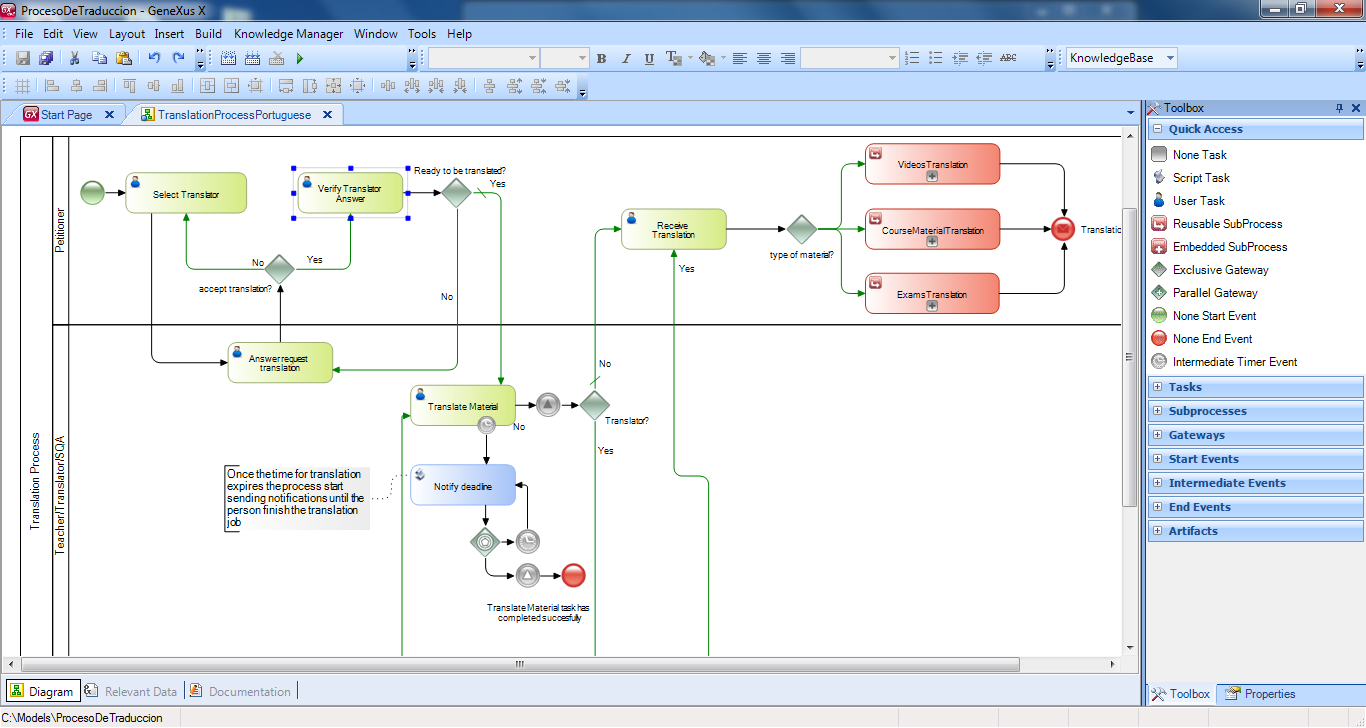 ProcesoDeTraduccion - GeneXus X
File Edit View Layout Insert Build Knowledge Manager Window Tools Help
B I U T ABC KnowledgeBase
Start Page
TranslationProcessPortuguese
Toolbox
Quick Access
None Task
Script Task
User Task
Reusable SubProcess
Embedded SubProcess
Exclusive Gateway
Parallel Gateway
None Start Event
None End Event
Intermediate Timer Event
Tasks
Subprocesses
Gateways
Start Events
Intermediate Events
End Events
Artifacts
Translation Process
Petitioner
Teacher/Translator/SQA
Select Translator
Verify Translator
Answer
Ready to be translated?
Yes
No
Yes
accept translation?
No
Answer request
translation
Receive
Translation
Yes
type of material?
VideosTranslation
CourseMaterialTranslation
ExamsTranslation
Translatic
Translate Material
No
No
Translator?
Yes
Once the time for translation
expires the process start
sending notifications until the
person finish the translation
job
Notify deadline
Translate Material task has
completed succesfully
Diagram
Relevant Data
Documentation
Toolbox
Properties
C:\Models\ProcesoDeTraduccion